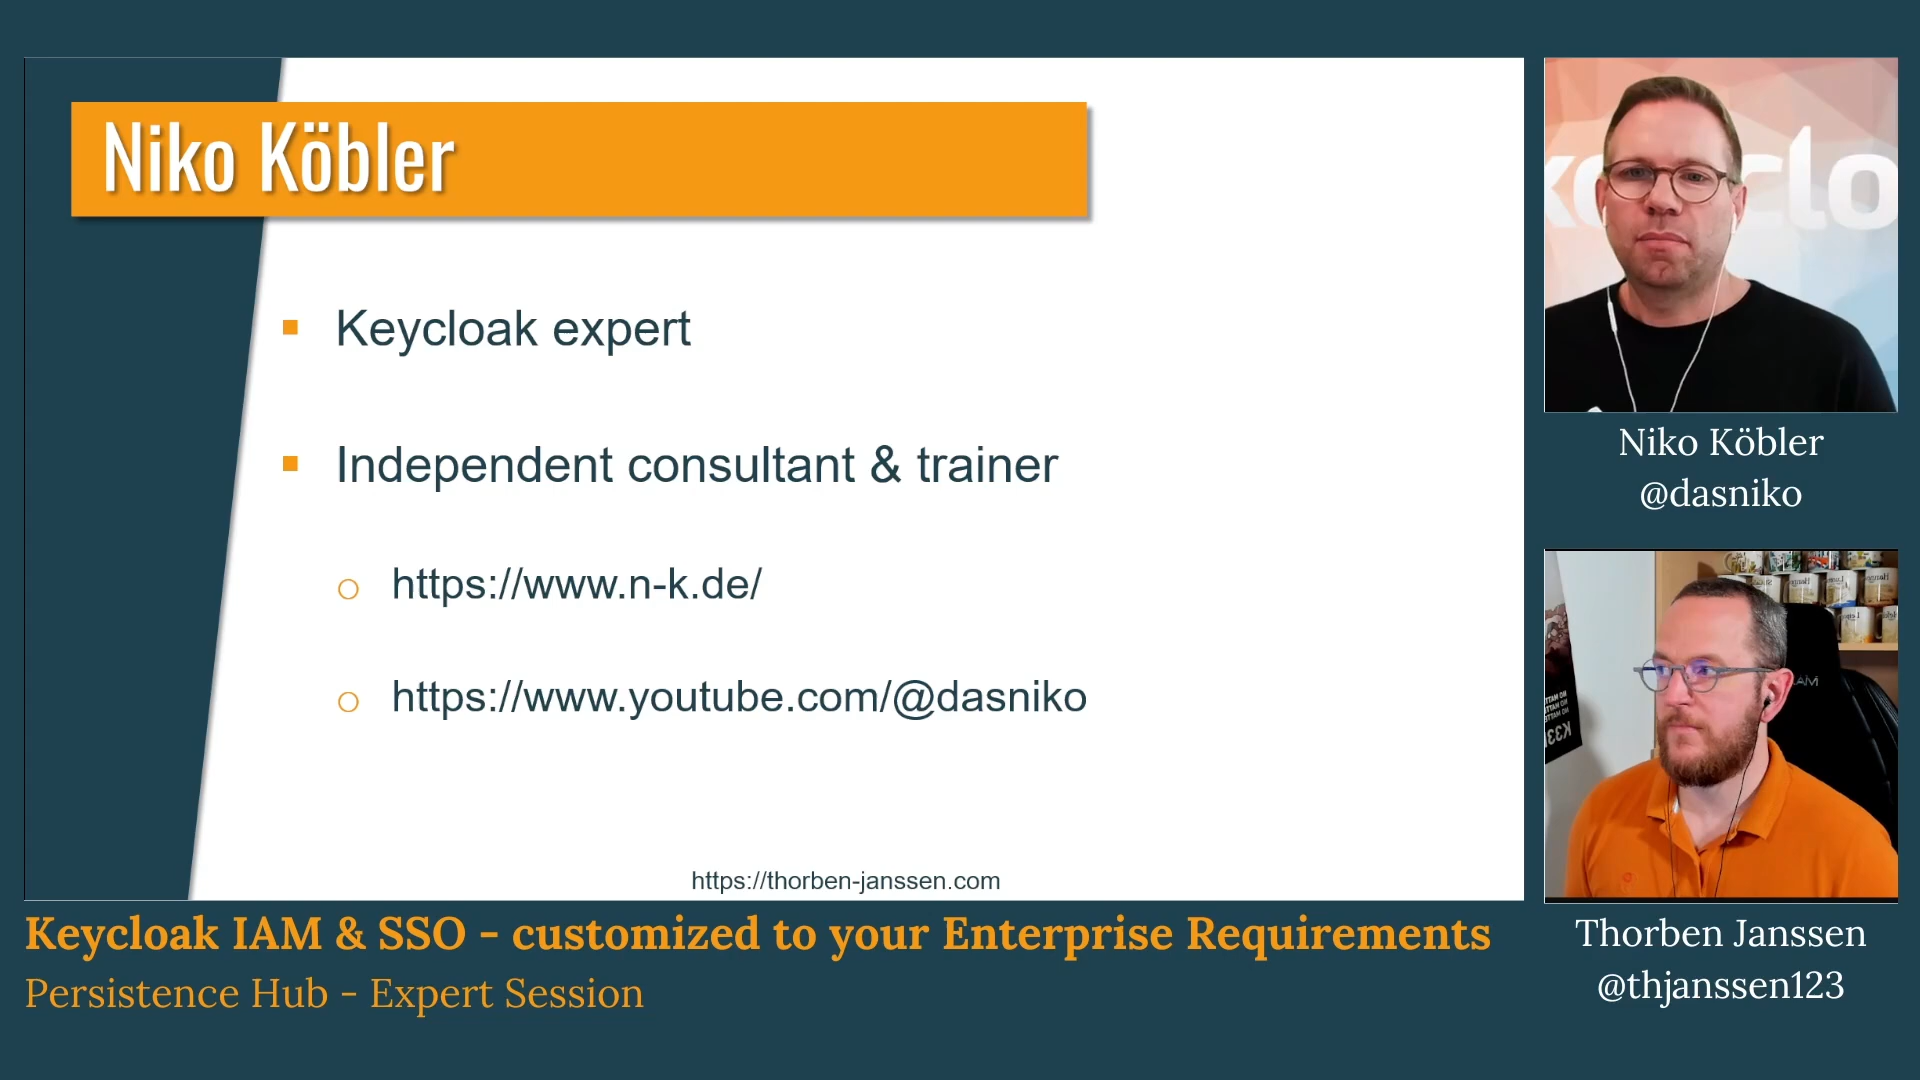 Niko Köbler
Keycloak expert
Independent consultant & trainer
https://www.n-k.de/
https://www.youtube.com/@dasniko
https://thorben-janssen.com
Keycloak IAM & SSO - customized to your Enterprise Requirements
Persistence Hub - Expert Session
Niko Köbler
@dasniko
Thorben Janssen
@thjanssen123